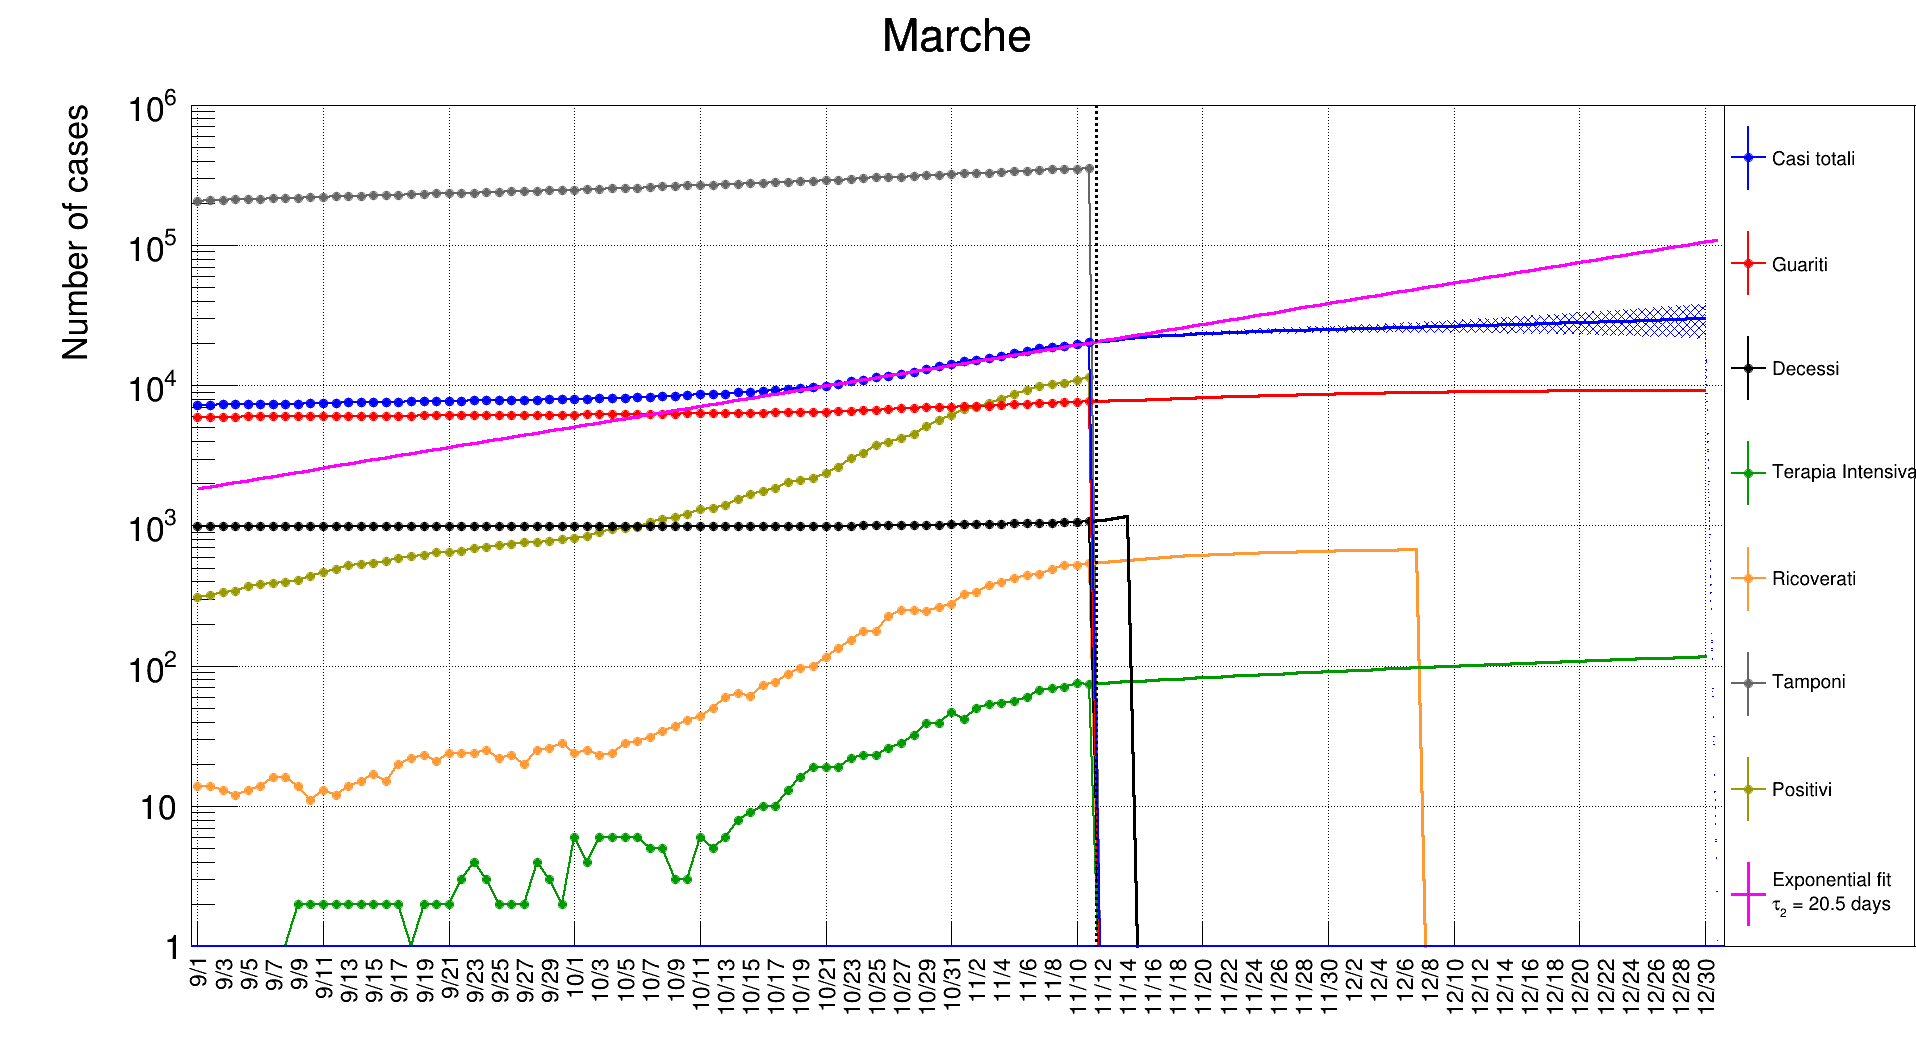 Marche
Number of cases
10^6
10^5
10^4
10^3
10^2
10
1
9/1 9/3 9/5 9/7 9/9 9/11 9/13 9/15 9/17 9/19 9/21 9/23 9/25 9/27 9/29 10/1 10/3 10/5 10/7 10/9 10/11 10/13 10/15 10/17 10/19 10/21 10/23 10/25 10/27 10/29 10/31 11/2 11/4 11/6 11/8 11/10 11/12 11/14 11/16 11/18 11/20 11/22 11/24 11/26 11/28 11/30 12/2 12/4 12/6 12/8 12/10 12/12 12/14 12/16 12/18 12/20 12/22 12/24 12/26 12/28 12/30
Casi totali
Guariti
Decessi
Terapia Intensiva
Ricoverati
Tamponi
Positivi
Exponential fit
τ_2 = 20.5 days